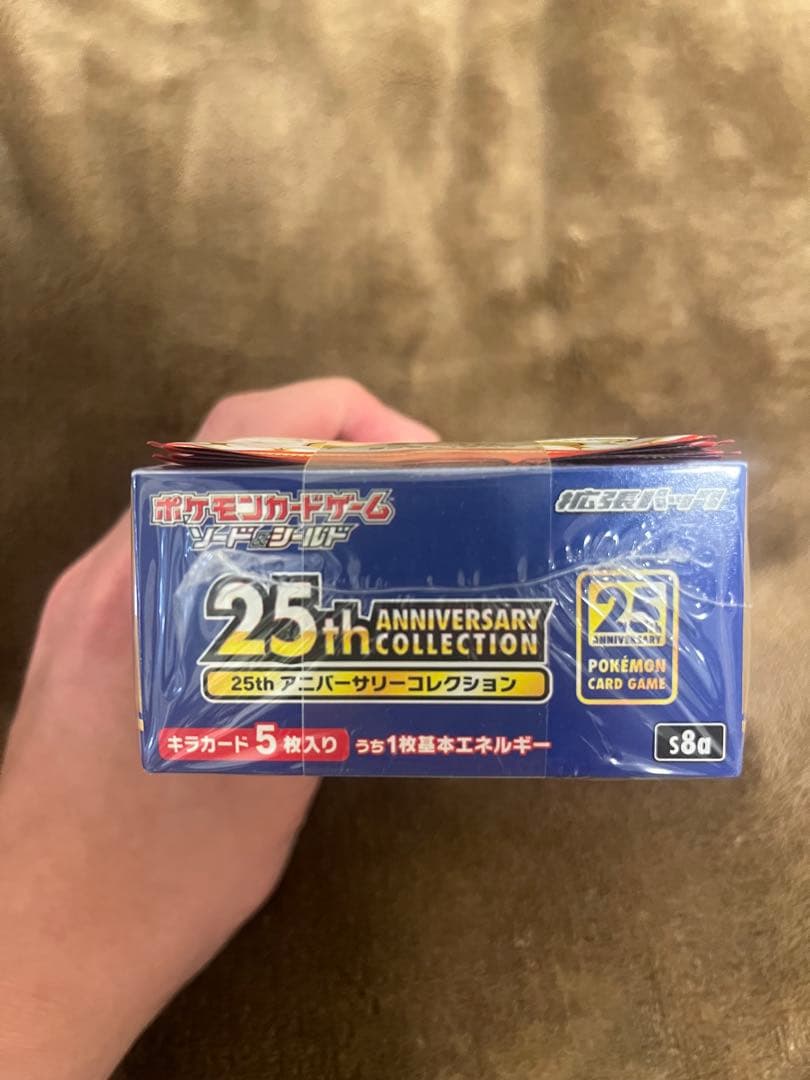 ポケモンカードゲーム
ソード&シールド
拡張パック
25th ANNIVERSARY
COLLECTION
25th アニバーサリーコレクション
25
ANNIVERSARY
POKÉMON
CARD GAME
キラカード 5 枚入り うち1枚基本エネルギー
s8a